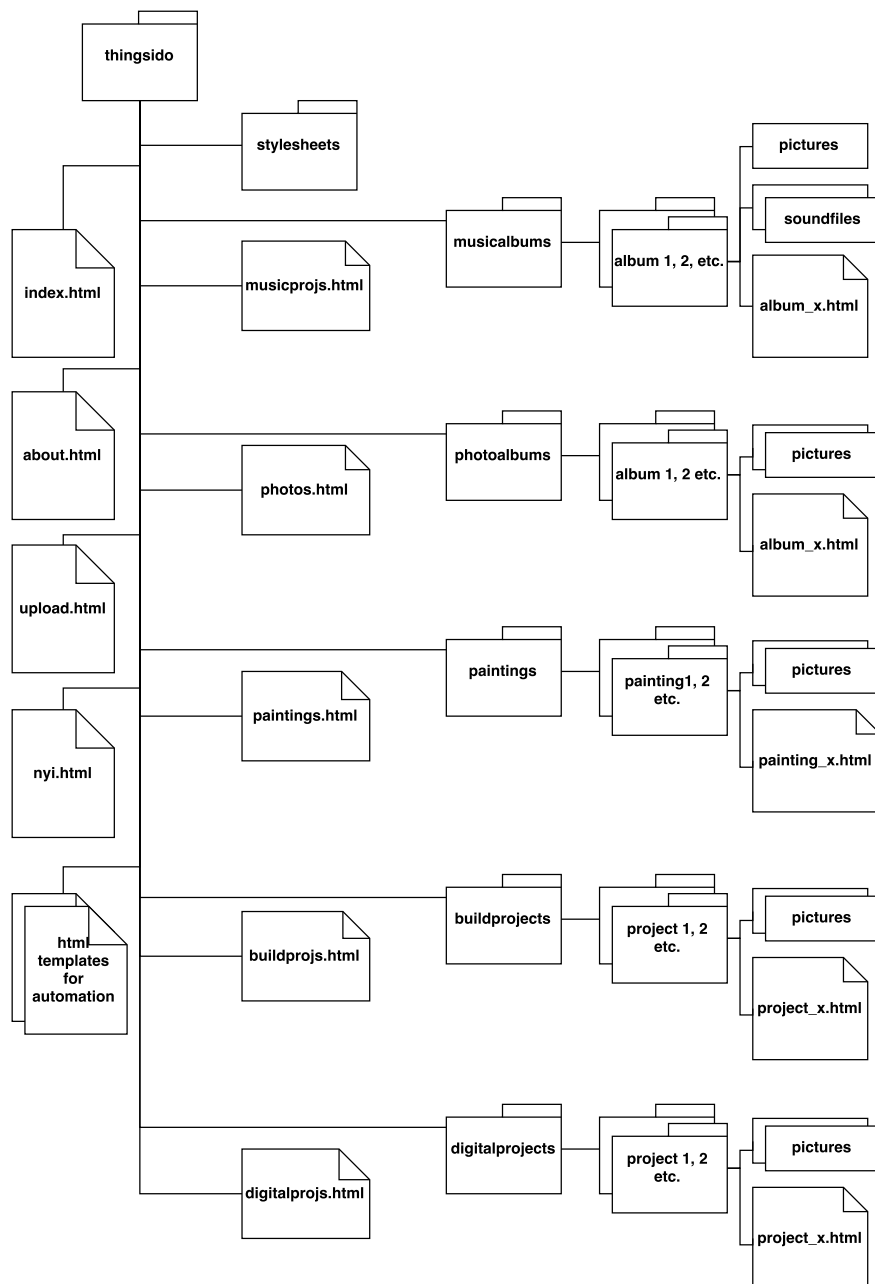 thingsido
stylesheets
pictures
soundfiles
musicalbums
album 1, 2, etc.
index.html
musicprojs.html
album_x.html
about.html
photoalbums
album 1, 2 etc.
pictures
photos.html
album_x.html
upload.html
paintings
painting1, 2
etc.
pictures
paintings.html
nyi.html
painting_x.html
html
templates
for
automation
buildprojects
project 1, 2
etc.
pictures
buildprojs.html
project_x.html
digitalprojects
project 1, 2
etc.
pictures
digitalprojs.html
project_x.html